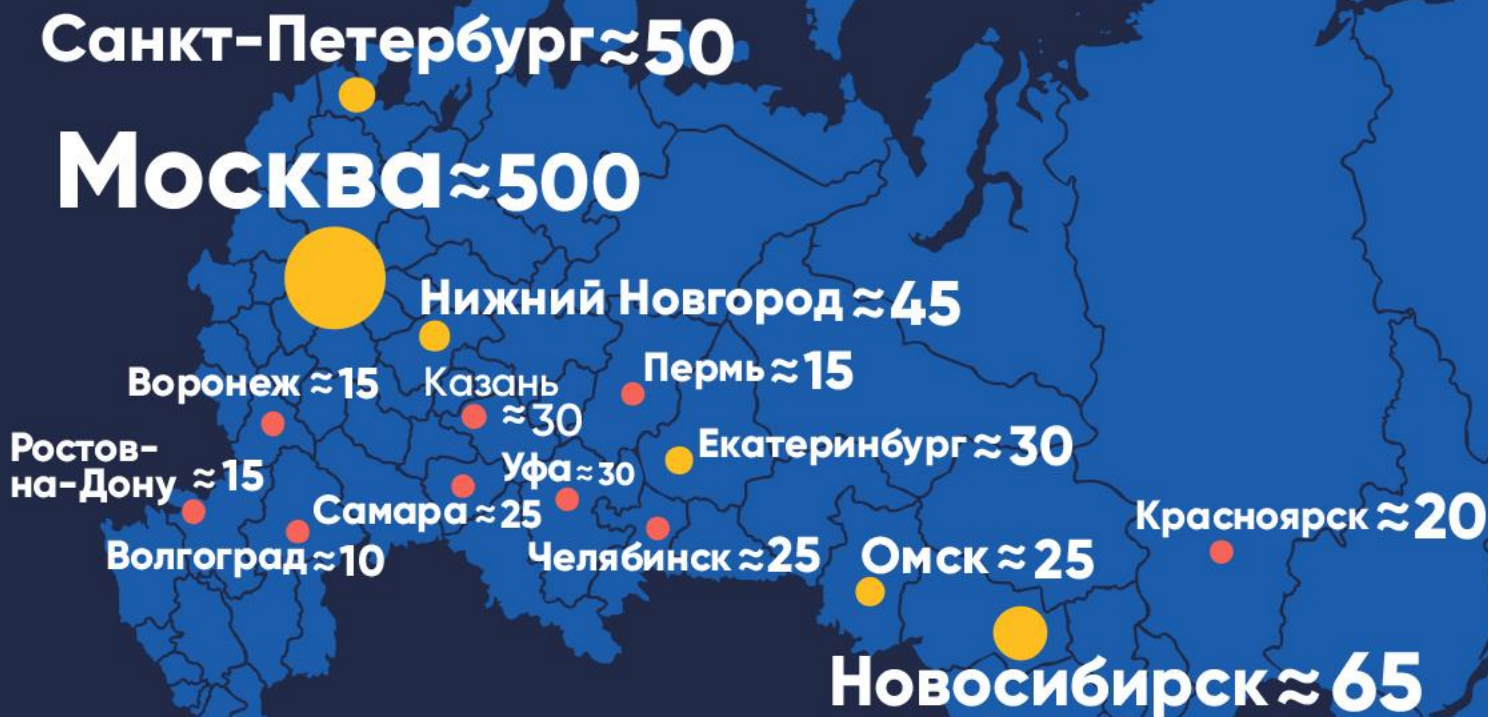 Санкт-Петербург≈50
Москва≈500
Нижний Новгород ≈45
Воронеж ≈15
Казань
≈30
Пермь≈15
Ростов-
на-Дону ≈15
Екатеринбург≈30
Уфа≈30
Самара≈25
Волгоград≈10
Челябинск≈25
Омск≈25
Красноярск≈20
Новосибирск≈65